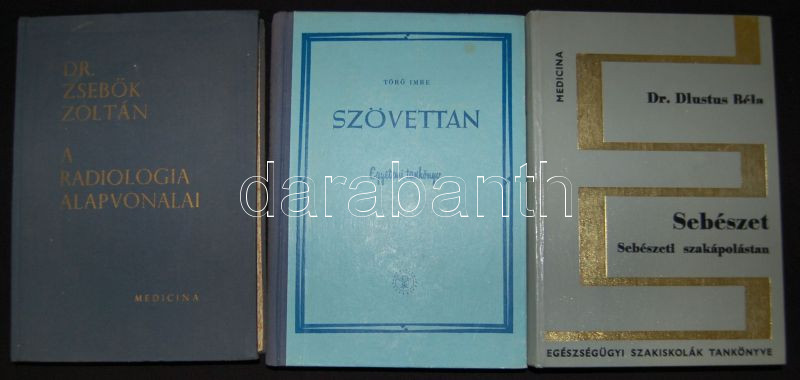 DR.
ZSEBŐK
ZOLTÁN
A
RADIOLOGIA
ALAPVONALAI
MEDICINA
TÖRŐ IMRE
SZÖVETTAN
Egyetemi tankönyv
MEDICINA
Dr. Dlustus Béla
Sebészet
Sebészeti szakápolástan
EGÉSZSÉGÜGYI SZAKISKOLÁK TANKÖNYVE
darabanth